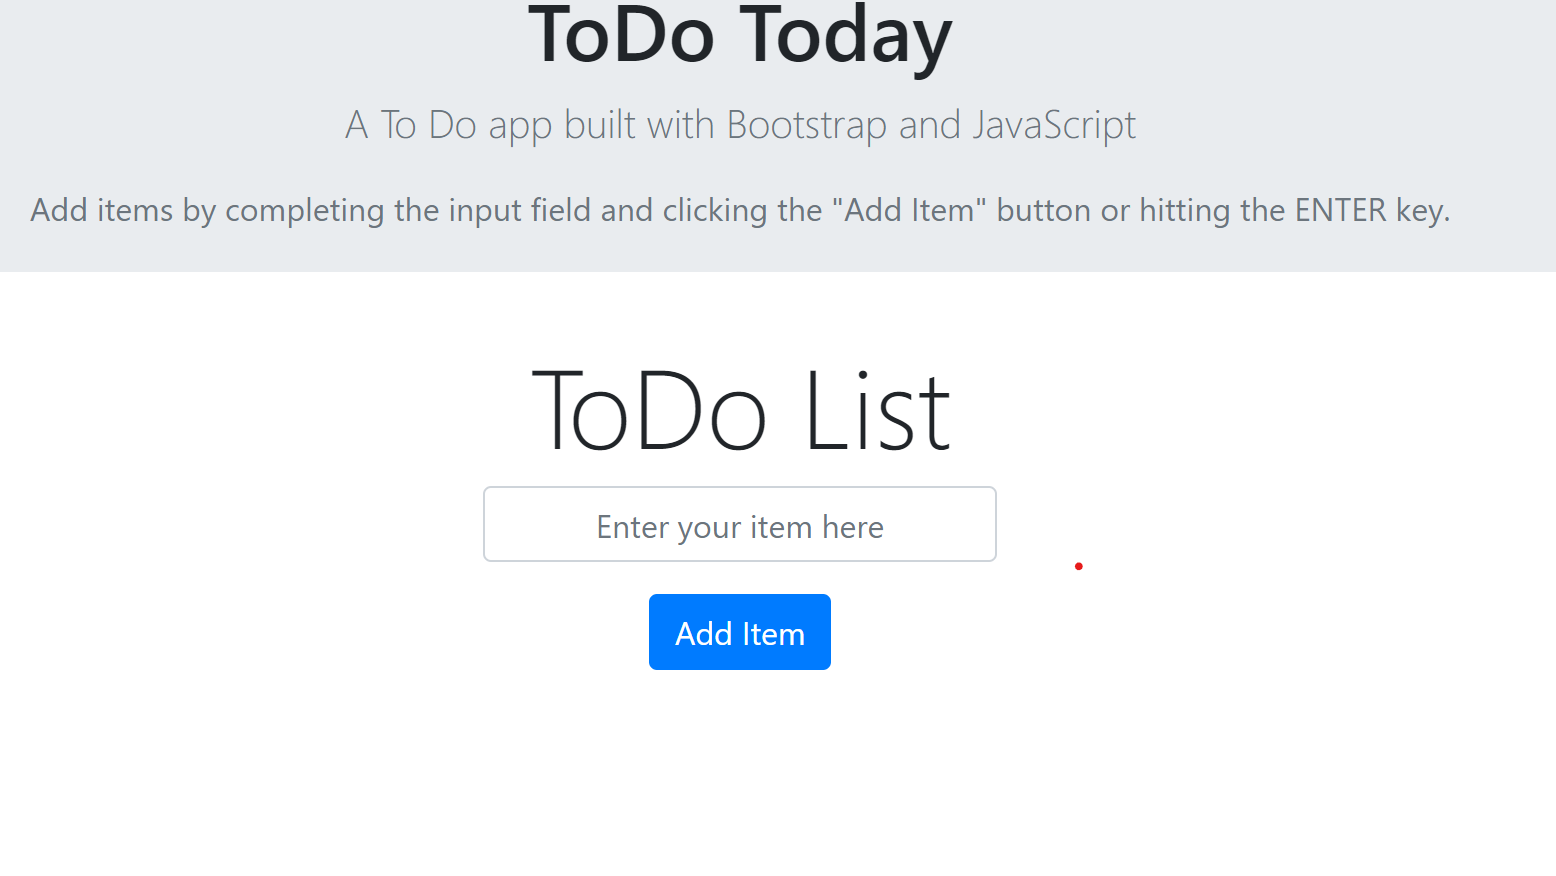 ToDo Today
A To Do app built with Bootstrap and JavaScript
Add items by completing the input field and clicking the "Add Item" button or hitting the ENTER key.
ToDo List
Enter your item here
Add Item